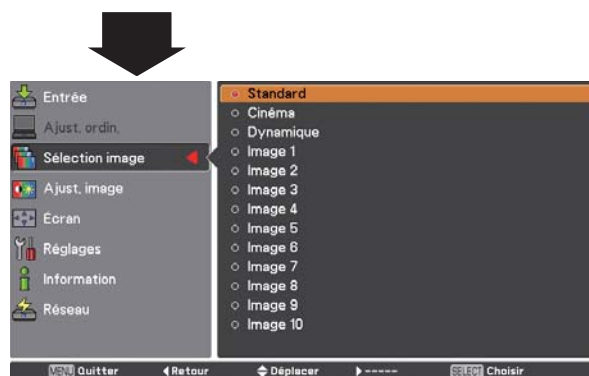 Entrée
Ajust. ordin.
Sélection image
Ajust. image
Écran
Réglages
Information
Réseau
Standard
Cinéma
Dynamique
Image 1
Image 2
Image 3
Image 4
Image 5
Image 6
Image 7
Image 8
Image 9
Image 10
MENU Quitter Retour Déplacer ----- SELECT Choisir